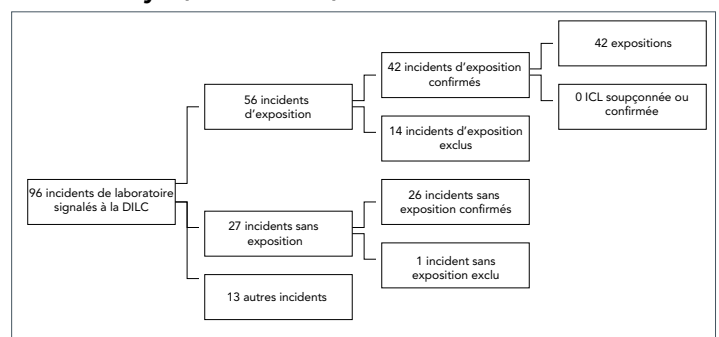 96 incidents de laboratoire
signalés à la DILC
56 incidents
d’exposition
42 incidents d’exposition
confirmés
42 expositions
0 ICL soupçonnée ou
confirmée
14 incidents d’exposition
exclus
27 incidents sans
exposition
26 incidents sans
exposition confirmés
1 incident sans
exposition exclu
13 autres incidents